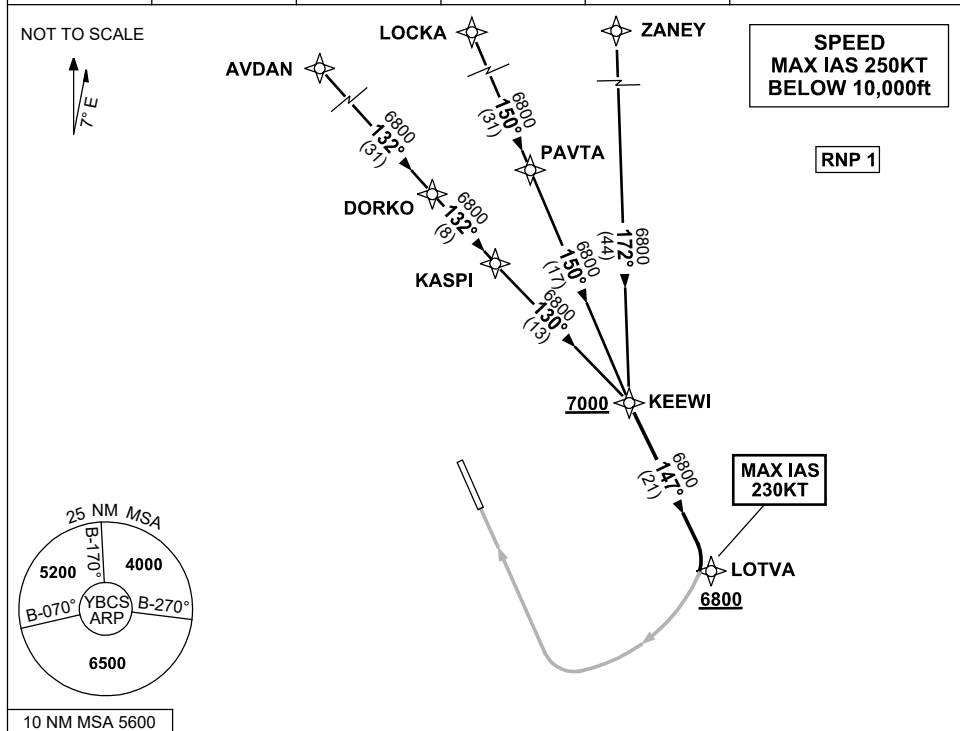 NOT TO SCALE
7° E
LOCKA
ZANEY
AVDAN
SPEED
MAX IAS 250KT
BELOW 10,000ft
RNP 1
6800
132°
(31)
6800
150°
(31)
PAVTA
DORKO
6800
132°
(8)
KASPI
6800
150°
(17)
6800
172°
(44)
6800
130°
(13)
7000
KEEWI
6800
147°
(21)
MAX IAS
230KT
LOTVA
6800
25 NM MSA
B-170°
5200
4000
B-070°
YBCS
ARP
B-270°
6500
10 NM MSA 5600